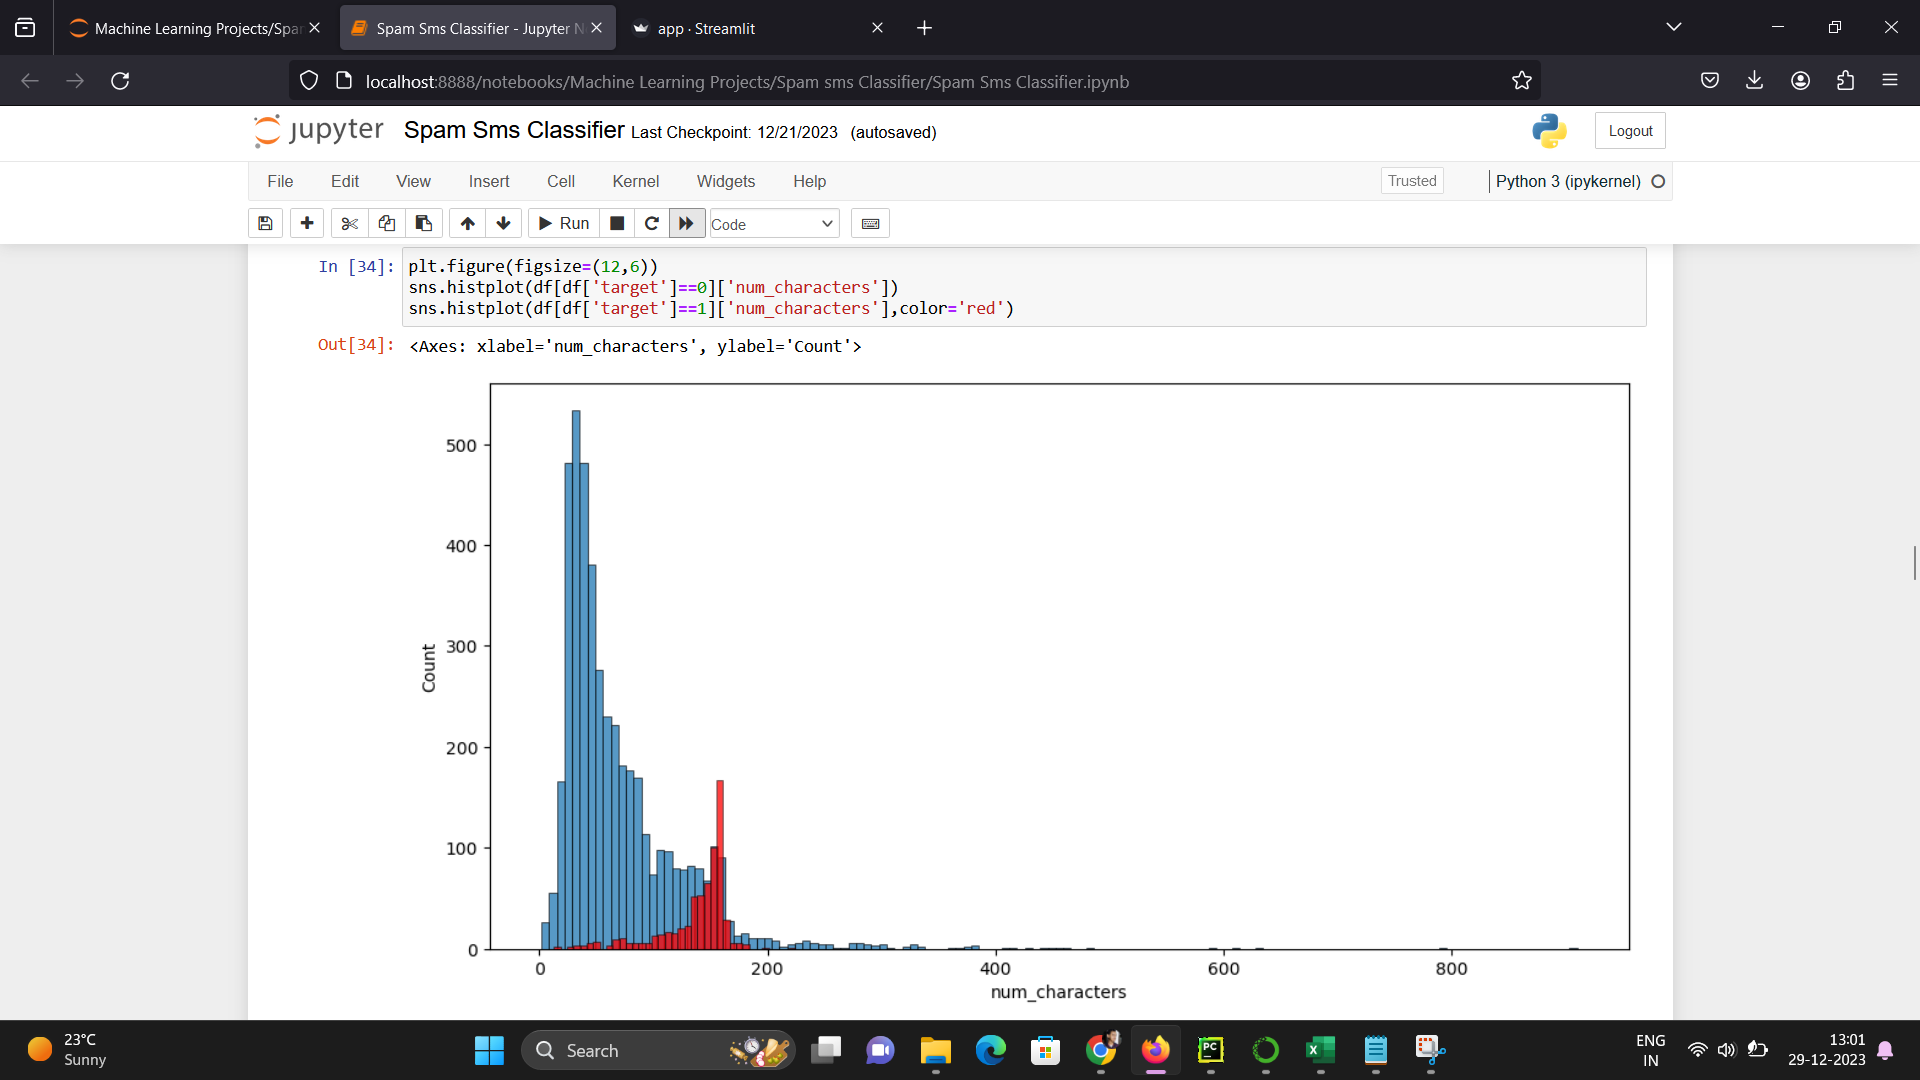 Machine Learning Projects/Spar
Spam Sms Classifier - Jupyter N
app · Streamlit
localhost:8888/notebooks/Machine Learning Projects/Spam sms Classifier/Spam Sms Classifier.ipynb
jupyter Spam Sms Classifier Last Checkpoint: 12/21/2023 (autosaved)
Logout
File Edit View Insert Cell Kernel Widgets Help
Trusted
Python 3 (ipykernel)
Run
Code
In [34]: plt.figure(figsize=(12,6))
sns.histplot(df[df['target']==0]['num_characters'])
sns.histplot(df[df['target']==1]['num_characters'],color='red')
Out[34]: <Axes: xlabel='num_characters', ylabel='Count'>
500
400
300
200
100
0
Count
0 200 400 600 800
num_characters
23°C
Sunny
Search
PC
X
ENG
IN
13:01
29-12-2023